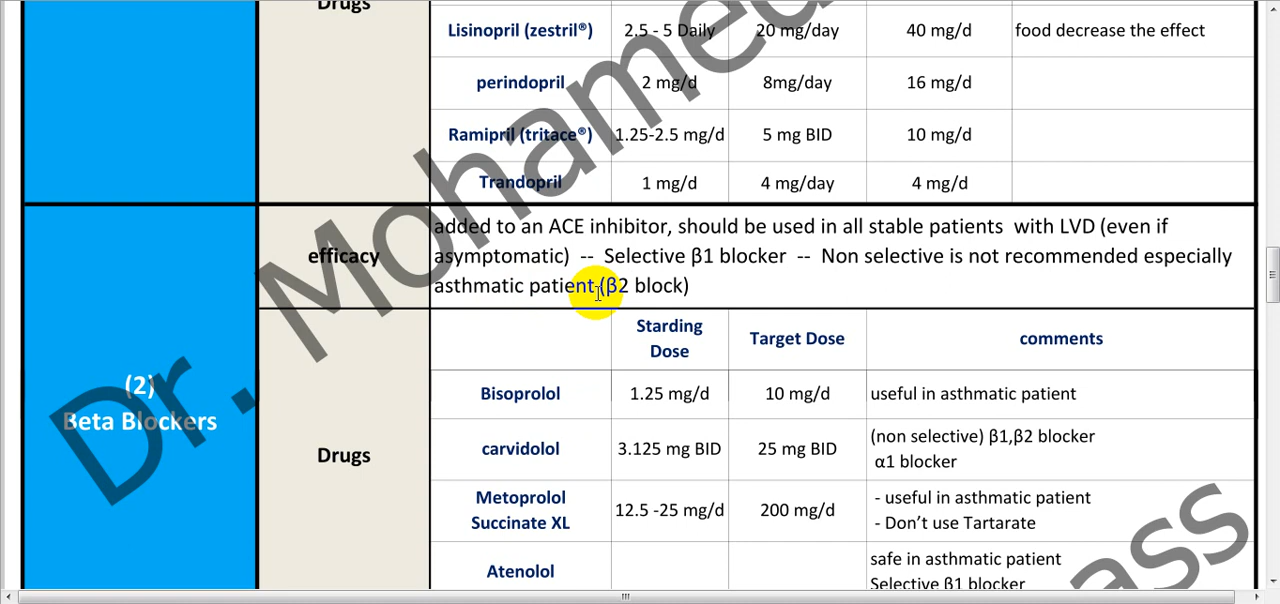 Drugs
Lisinopril (zestril®) 2.5 - 5 Daily 20 mg/day 40 mg/d food decrease the effect
perindopril 2 mg/d 8mg/day 16 mg/d
Ramipril (tritace®) 1.25-2.5 mg/d 5 mg BID 10 mg/d
Trandopril 1 mg/d 4 mg/day 4 mg/d
(2)
Beta Blockers
efficacy
added to an ACE inhibitor, should be used in all stable patients with LVD (even if
asymptomatic) -- Selective β1 blocker -- Non selective is not recommended especially
asthmatic patient (β2 block)
Drugs
Starding
Dose
Target Dose
comments
Bisoprolol 1.25 mg/d 10 mg/d useful in asthmatic patient
carvidolol 3.125 mg BID 25 mg BID
(non selective) β1,β2 blocker
α1 blocker
Metoprolol
Succinate XL
12.5 -25 mg/d 200 mg/d
- useful in asthmatic patient
- Don’t use Tartarate
Atenolol
safe in asthmatic patient
Selective β1 blocker
Dr. Mohamed
ass